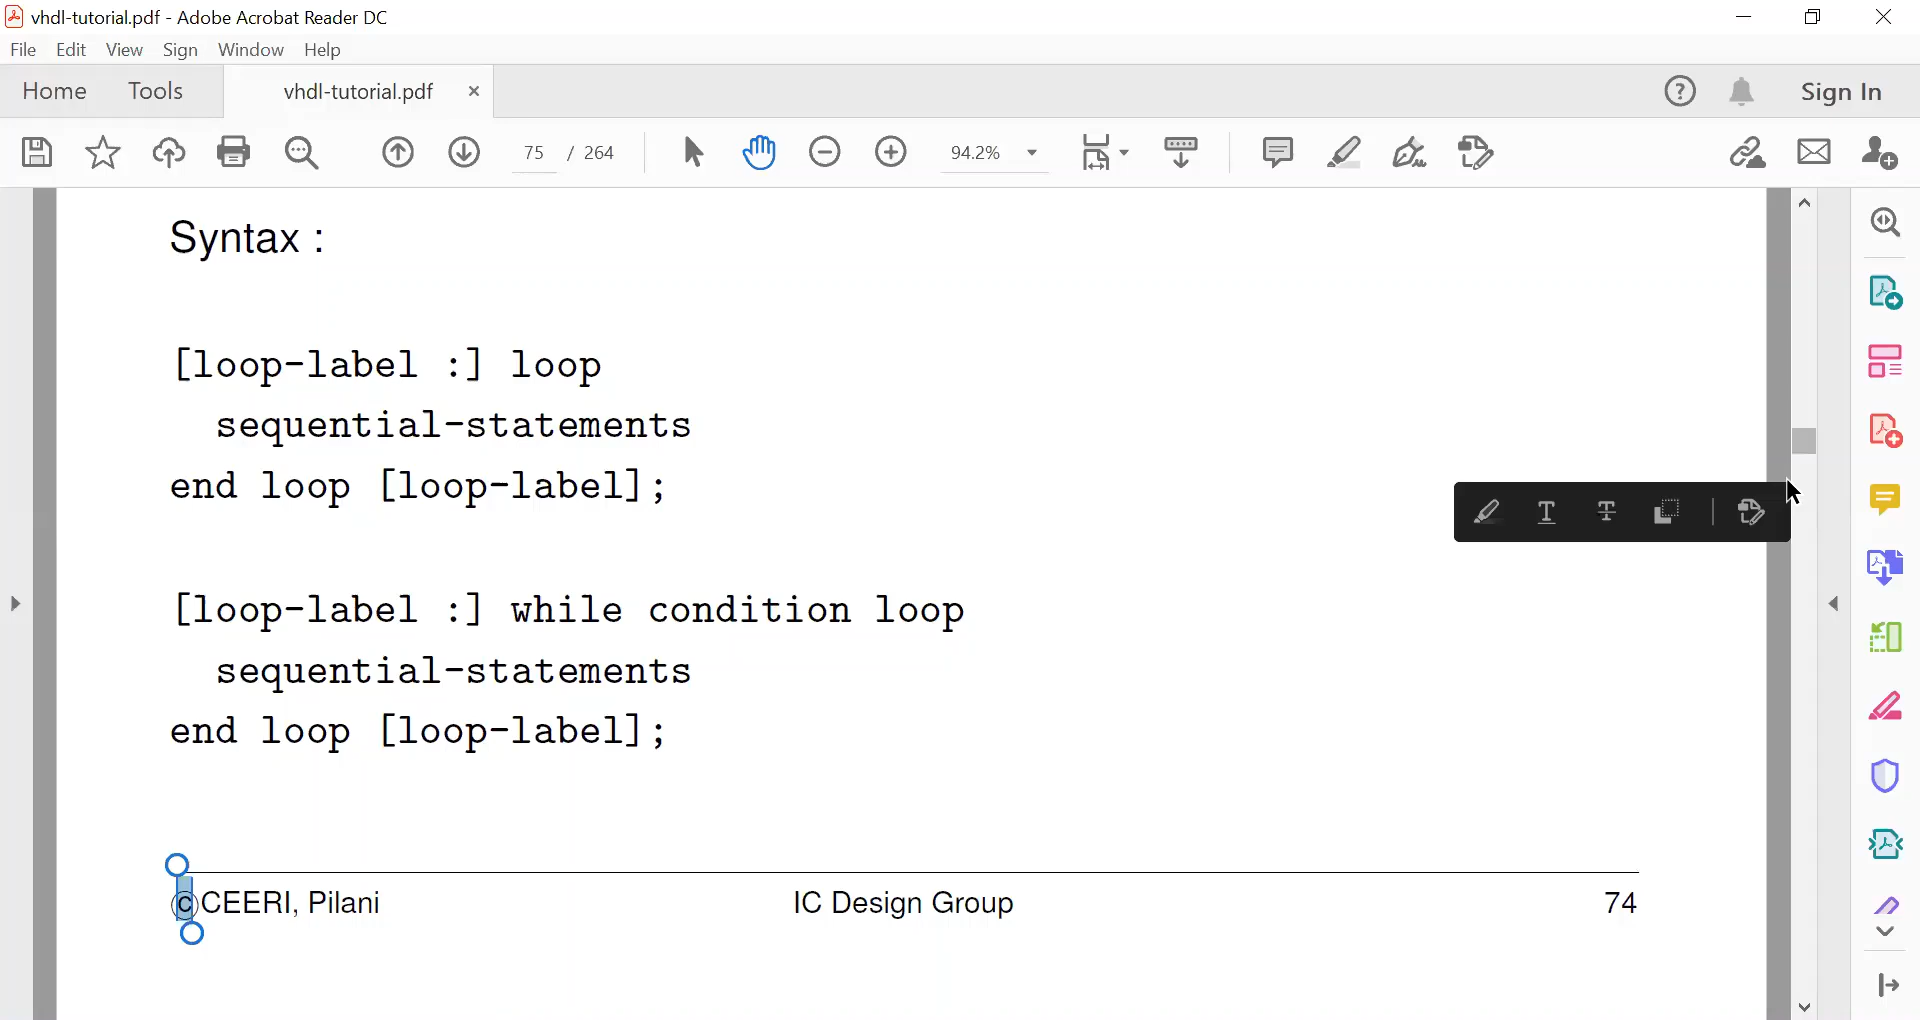 vhdl-tutorial.pdf - Adobe Acrobat Reader DC
File Edit View Sign Window Help
Home Tools vhdl-tutorial.pdf × Sign In
75 / 264 94.2%
Syntax :
[loop-label :] loop
sequential-statements
end loop [loop-label];
[loop-label :] while condition loop
sequential-statements
end loop [loop-label];
©CEERI, Pilani IC Design Group 74